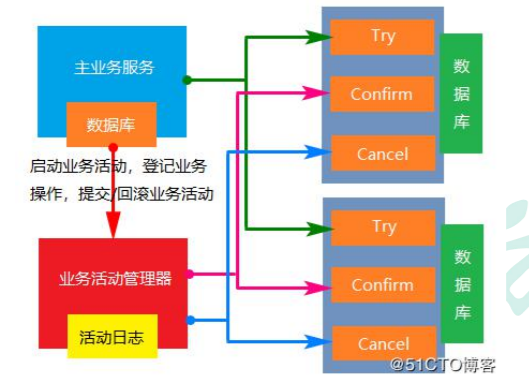 主业务服务
数据库
启动业务活动，登记业务
操作，提交/回滚业务活动
业务活动管理器
活动日志
Try
Confirm
Cancel
数
据
库
Try
Confirm
Cancel
数
据
库
@51CTO博客